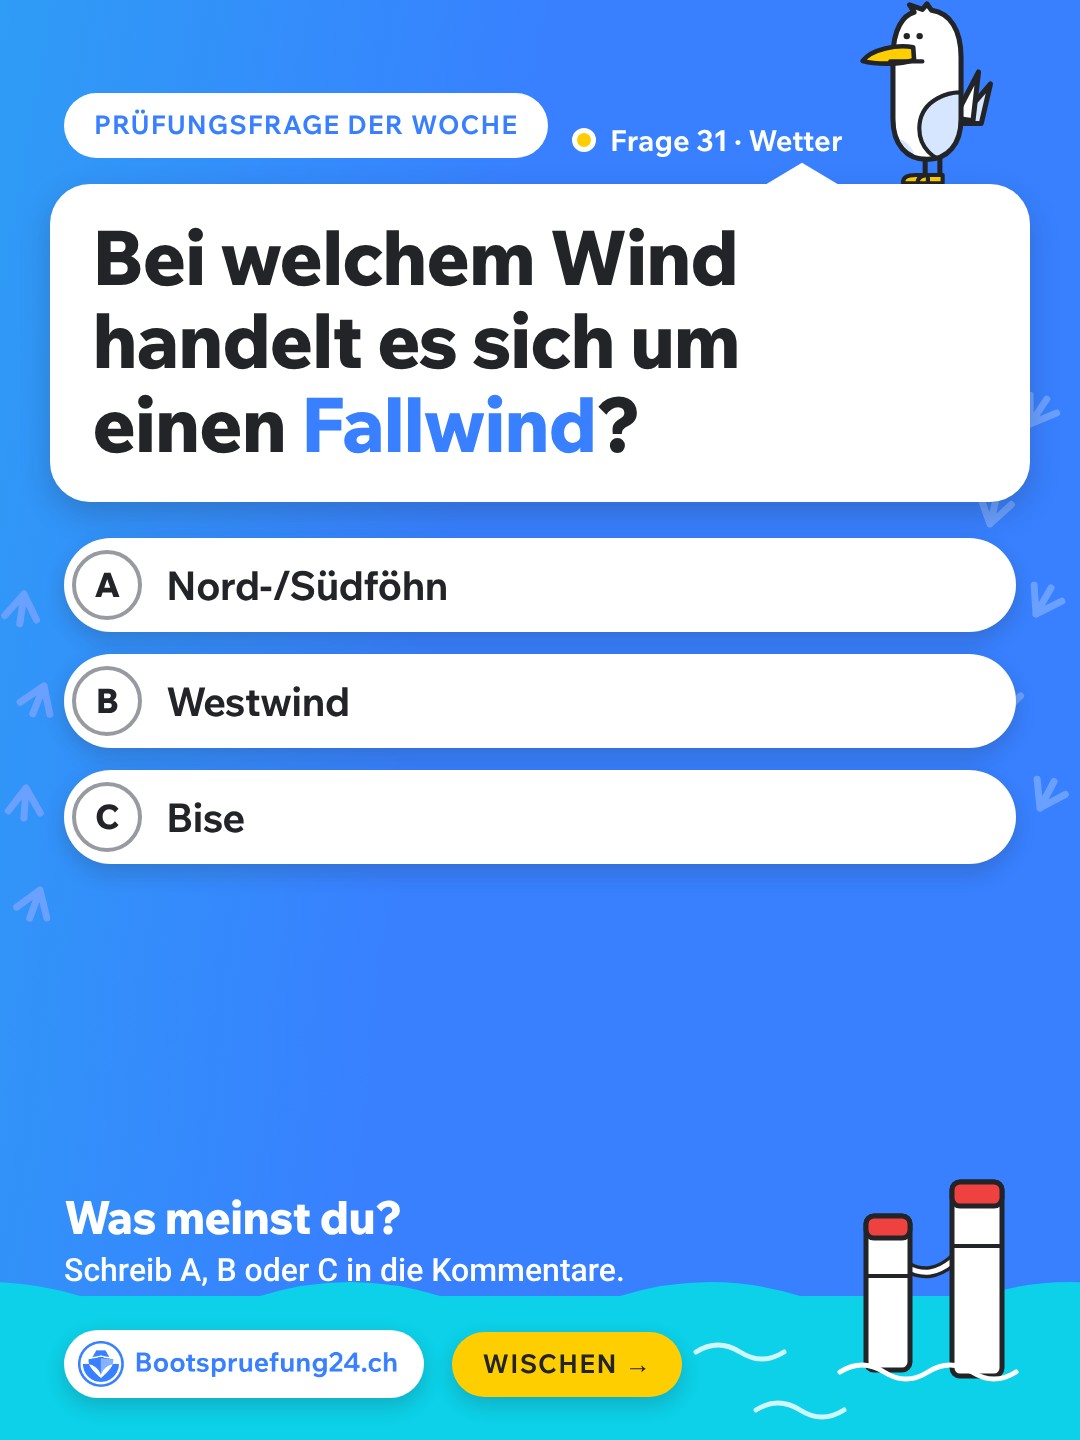 PRÜFUNGSFRAGE DER WOCHE
Frage 31 · Wetter
Bei welchem Wind
handelt es sich um
einen Fallwind?
A Nord-/Südföhn
B Westwind
C Bise
Was meinst du?
Schreib A, B oder C in die Kommentare.
Bootspruefung24.ch
WISCHEN →